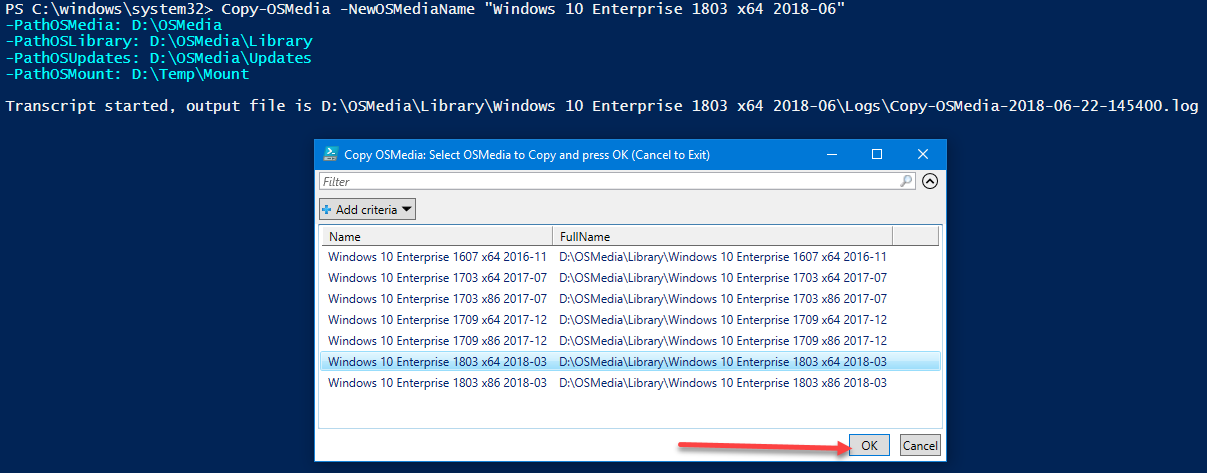 PS C:\windows\system32> Copy-OSMedia -NewOSMediaName "Windows 10 Enterprise 1803 x64 2018-06"
-PathOSMedia: D:\OSMedia
-PathOSLibrary: D:\OSMedia\Library
-PathOSUpdates: D:\OSMedia\Updates
-PathOSMount: D:\Temp\Mount
Transcript started, output file is D:\OSMedia\Library\Windows 10 Enterprise 1803 x64 2018-06\Logs\Copy-OSMedia-2018-06-22-145400.log
Copy OSMedia: Select OSMedia to Copy and press OK (Cancel to Exit)
Filter
Add criteria
Name FullName
Windows 10 Enterprise 1607 x64 2016-11 D:\OSMedia\Library\Windows 10 Enterprise 1607 x64 2016-11
Windows 10 Enterprise 1703 x64 2017-07 D:\OSMedia\Library\Windows 10 Enterprise 1703 x64 2017-07
Windows 10 Enterprise 1703 x86 2017-07 D:\OSMedia\Library\Windows 10 Enterprise 1703 x86 2017-07
Windows 10 Enterprise 1709 x64 2017-12 D:\OSMedia\Library\Windows 10 Enterprise 1709 x64 2017-12
Windows 10 Enterprise 1709 x86 2017-12 D:\OSMedia\Library\Windows 10 Enterprise 1709 x86 2017-12
Windows 10 Enterprise 1803 x64 2018-03 D:\OSMedia\Library\Windows 10 Enterprise 1803 x64 2018-03
Windows 10 Enterprise 1803 x86 2018-03 D:\OSMedia\Library\Windows 10 Enterprise 1803 x86 2018-03
OK Cancel